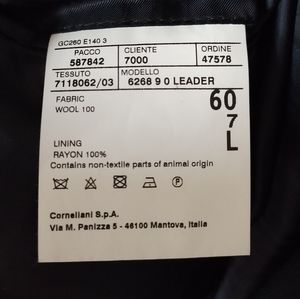 GC260 E140 3
PACCO CLIENTE ORDINE
587842 7000 47578
TESSUTO MODELLO
7118062/03 6268 9 0 LEADER
FABRIC 60
WOOL 100 7
L
LINING
RAYON 100%
Contains non-textile parts of animal origin
Corneliani S.p.A.
Via M. Panizza 5 - 46100 Mantova, Italia